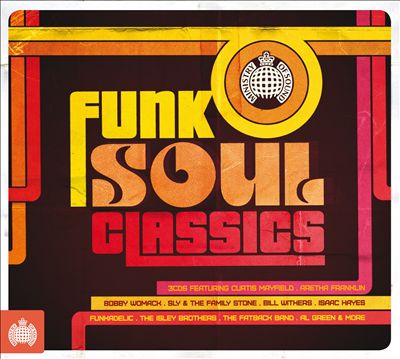 MINISTRY OF SOUND
FUNK
SOUL
CLASSICS
3CDS FEATURING CURTIS MAYFIELD . ARETHA FRANKLIN
BOBBY WOMACK . SLY & THE FAMILY STONE . BILL WITHERS . ISAAC HAYES
FUNKADELIC . THE ISLEY BROTHERS . THE FATBACK BAND . AL GREEN & MORE